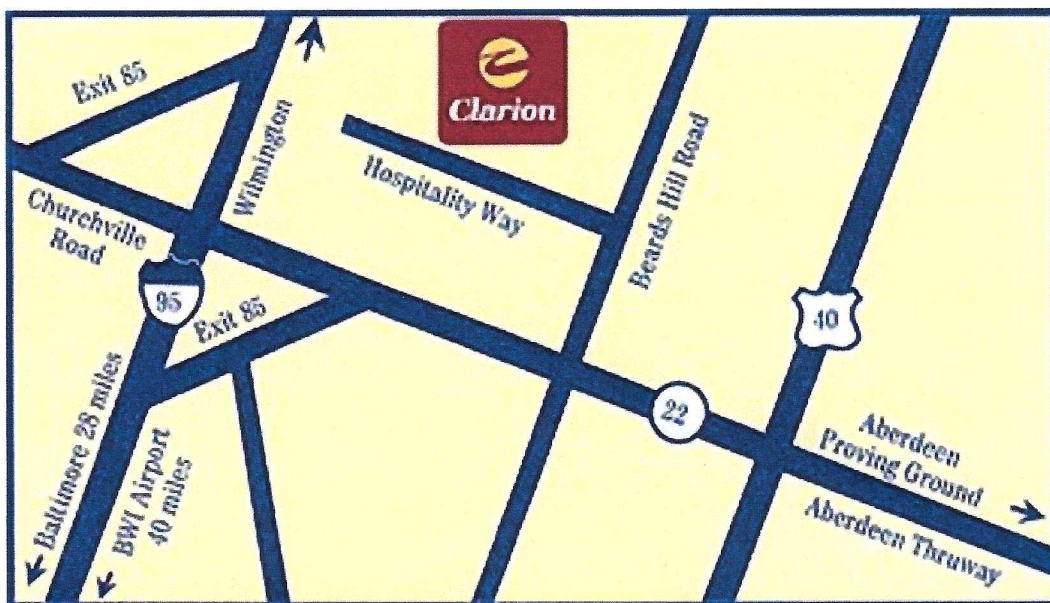 Exit 85
Wilmington
Clarion
Hospitality Way
Beards Hill Road
Churchville
Road
95
Exit 85
40
22
Baltimore 28 miles
BWI Airport
40 miles
Aberdeen
Proving Ground
Aberdeen Thruway